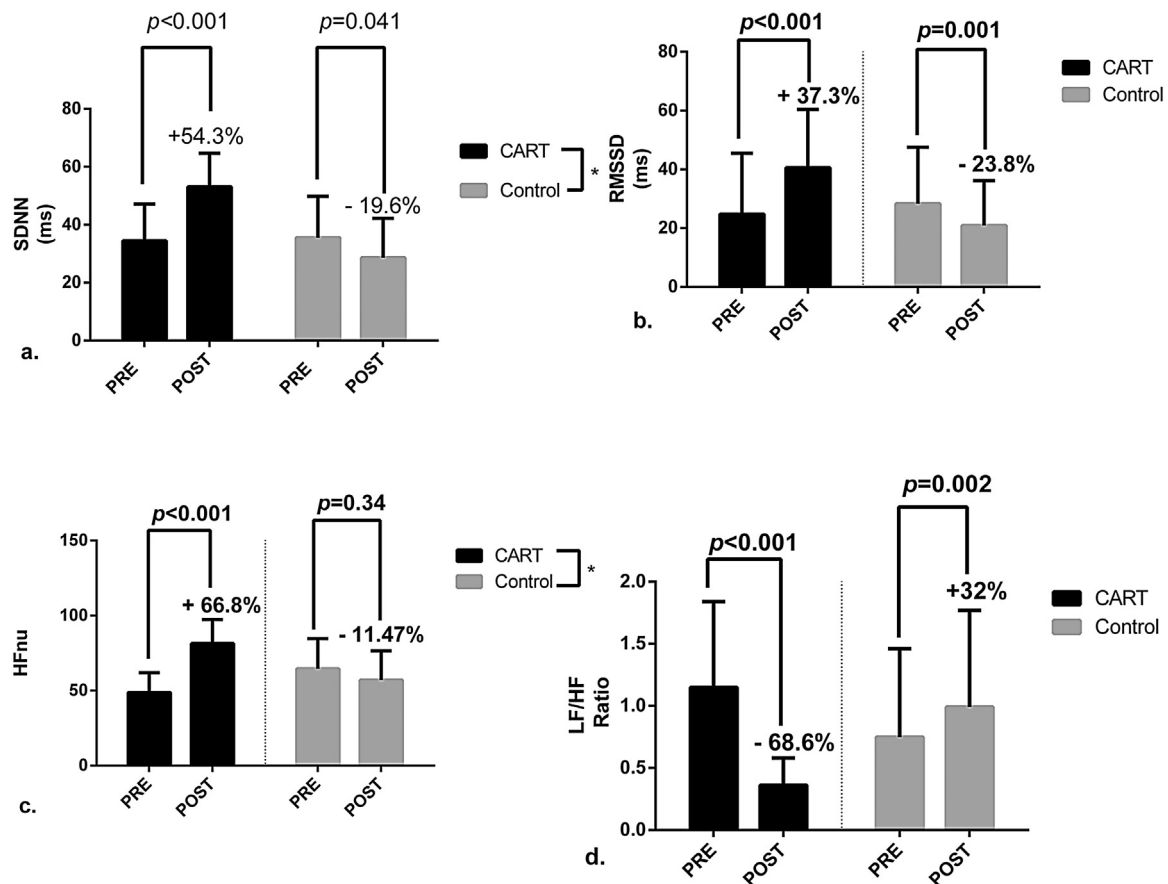 p<0.001
p=0.041
80
60
40
20
0
SDNN
(ms)
+54.3%
- 19.6%
PRE
POST
PRE
POST
CART
Control
*
a.
p<0.001
p=0.001
80
60
40
20
0
RMSSD
(ms)
+ 37.3%
- 23.8%
PRE
POST
PRE
POST
CART
Control
b.
p<0.001
p=0.34
150
100
50
0
HFnu
+ 66.8%
- 11.47%
PRE
POST
PRE
POST
CART
Control
*
c.
p<0.001
p=0.002
2.0
1.5
1.0
0.5
0.0
LF/HF
Ratio
- 68.6%
+32%
PRE
POST
PRE
POST
CART
Control
d.